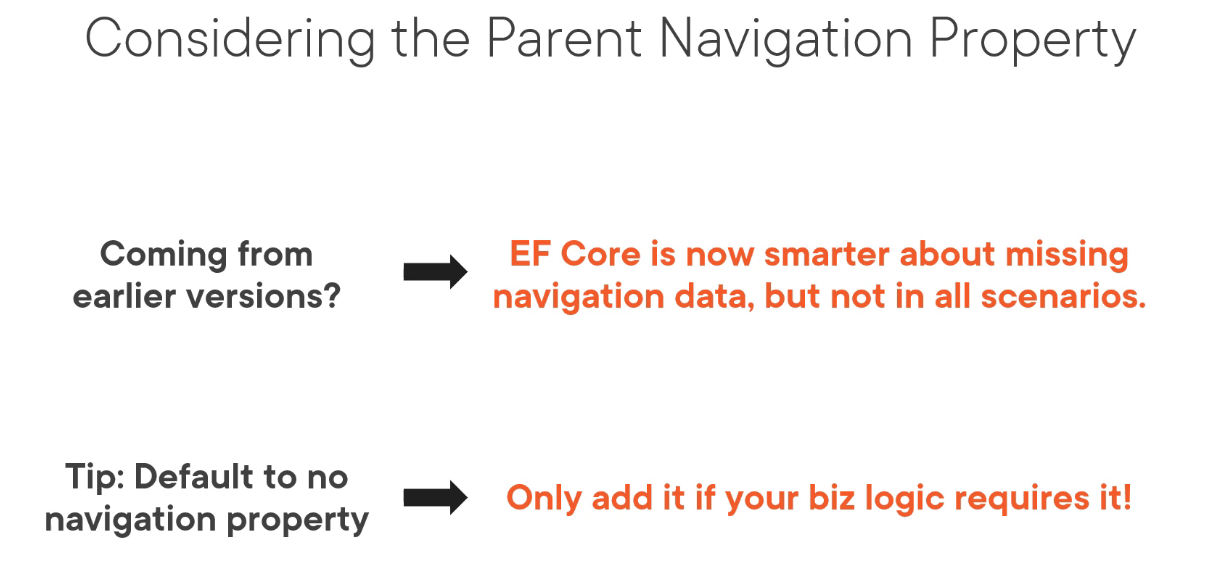 Considering the Parent Navigation Property
Coming from
earlier versions?
EF Core is now smarter about missing
navigation data, but not in all scenarios.
Tip: Default to no
navigation property
Only add it if your biz logic requires it!